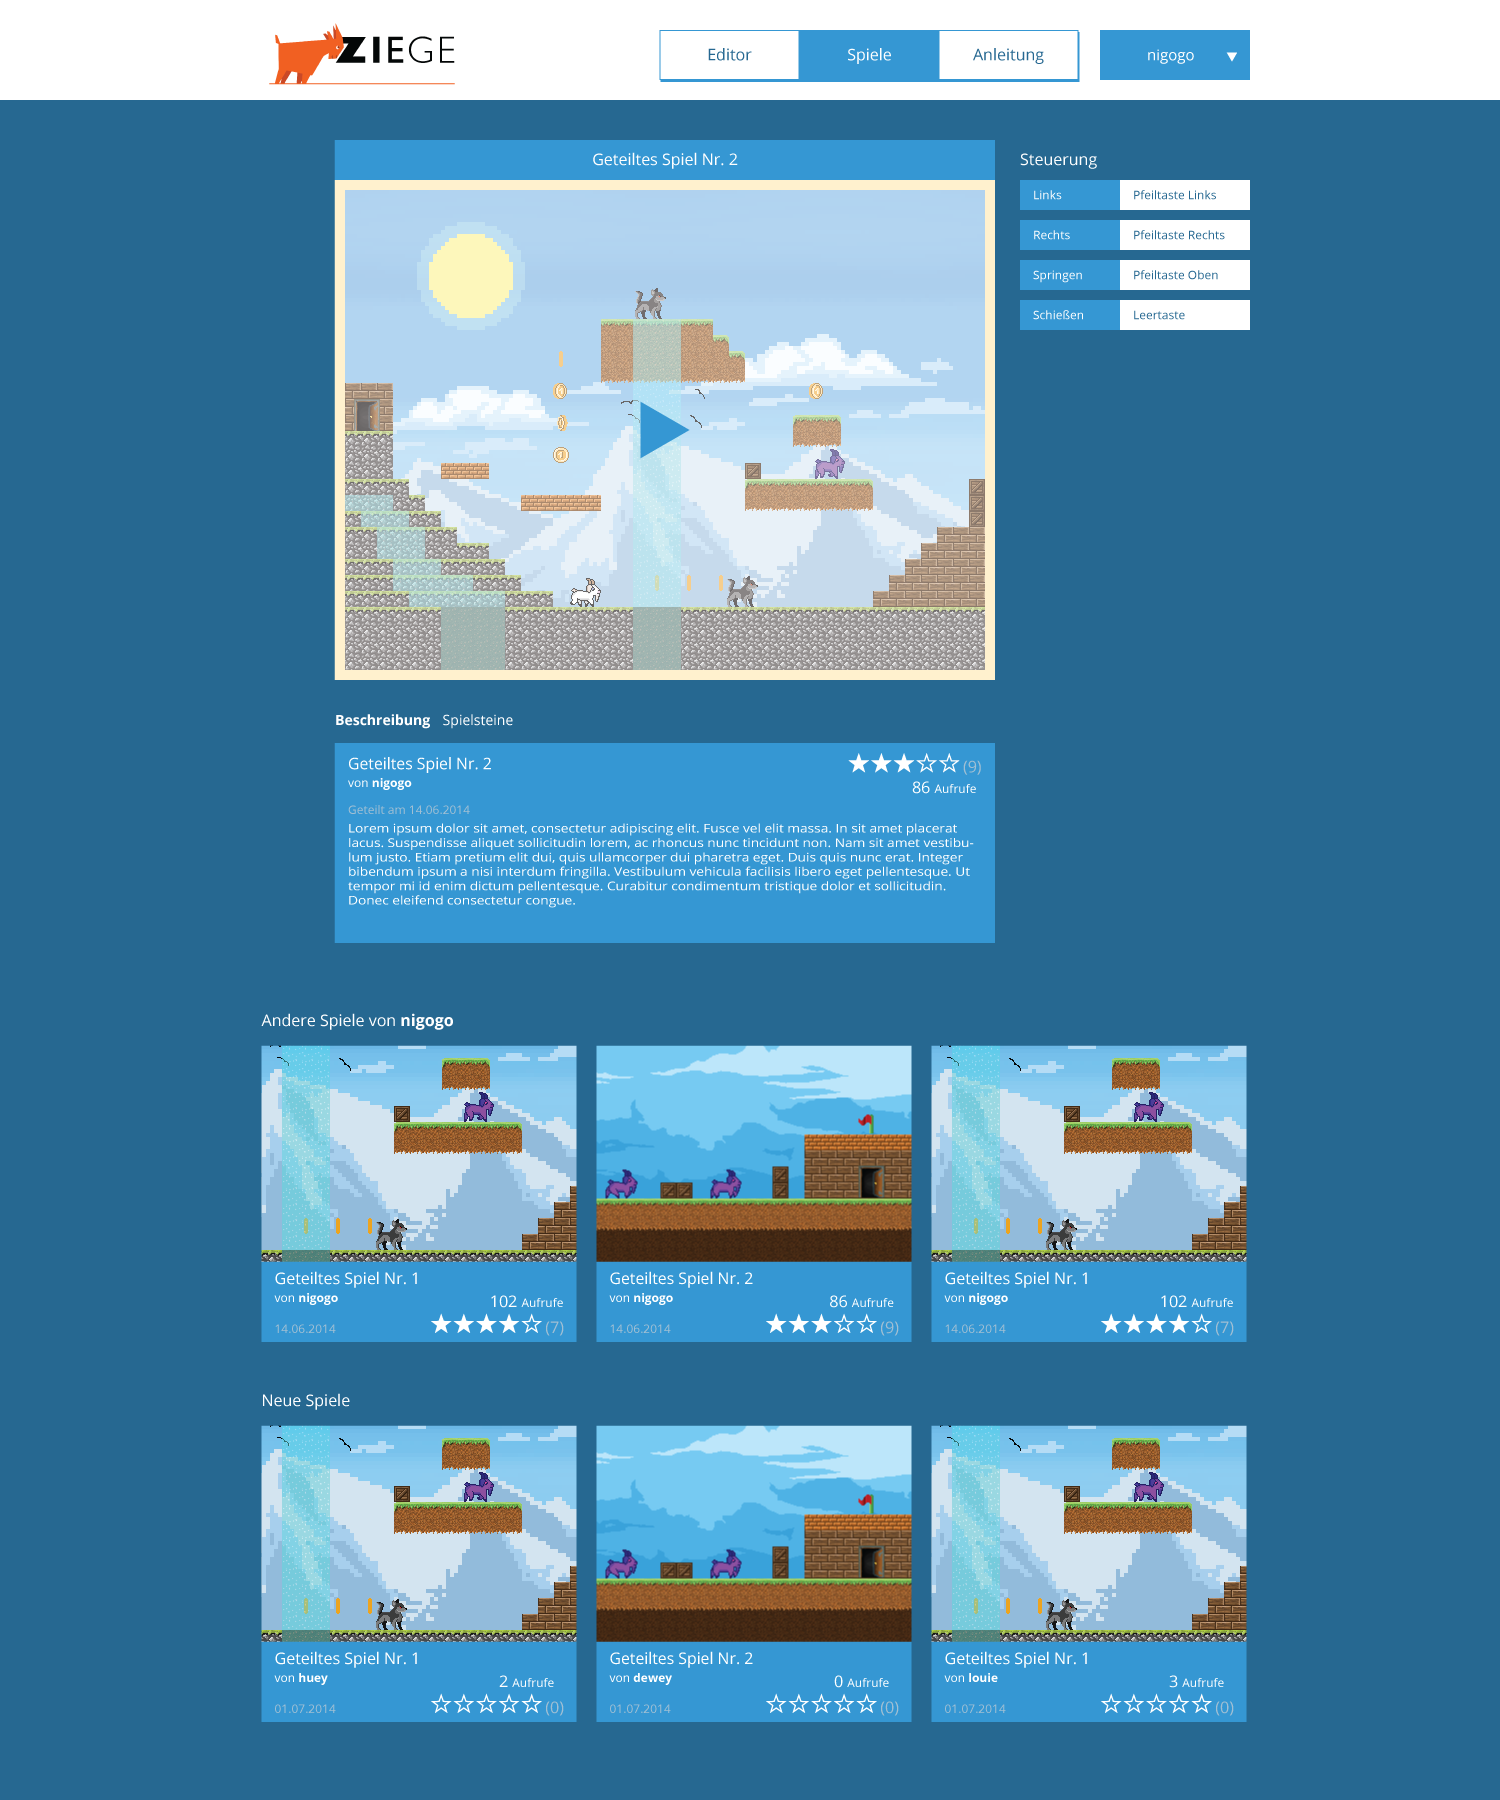 ZIEGE
Editor
Spiele
Anleitung
nigogo ▼
Geteiltes Spiel Nr. 2
Steuerung
Links Pfeiltaste Links
Rechts Pfeiltaste Rechts
Springen Pfeiltaste Oben
Schießen Leertaste
Beschreibung Spielsteine
Geteiltes Spiel Nr. 2
★★★☆☆ (9)
von nigogo
86 Aufrufe
Geteilt am 14.06.2014
Lorem ipsum dolor sit amet, consectetur adipiscing elit. Fusce vel elit massa. In sit amet placerat
lacus. Suspendisse aliquet sollicitudin lorem, ac rhoncus nunc tincidunt non. Nam sit amet vestibu-
lum justo. Etiam pretium elit dui, quis ullamcorper dui pharetra eget. Duis quis nunc erat. Integer
bibendum ipsum a nisi interdum fringilla. Vestibulum vehicula facilisis libero eget pellentesque. Ut
tempor mi id enim dictum pellentesque. Curabitur condimentum tristique dolor et sollicitudin.
Donec eleifend consectetur congue.
Andere Spiele von nigogo
Geteiltes Spiel Nr. 1
von nigogo
102 Aufrufe
14.06.2014
★★★★☆ (7)
Geteiltes Spiel Nr. 2
von nigogo
86 Aufrufe
14.06.2014
★★★☆☆ (9)
Geteiltes Spiel Nr. 1
von nigogo
102 Aufrufe
14.06.2014
★★★★☆ (7)
Neue Spiele
Geteiltes Spiel Nr. 1
von huey
2 Aufrufe
01.07.2014
☆☆☆☆☆ (0)
Geteiltes Spiel Nr. 2
von dewey
0 Aufrufe
01.07.2014
☆☆☆☆☆ (0)
Geteiltes Spiel Nr. 1
von louie
3 Aufrufe
01.07.2014
☆☆☆☆☆ (0)